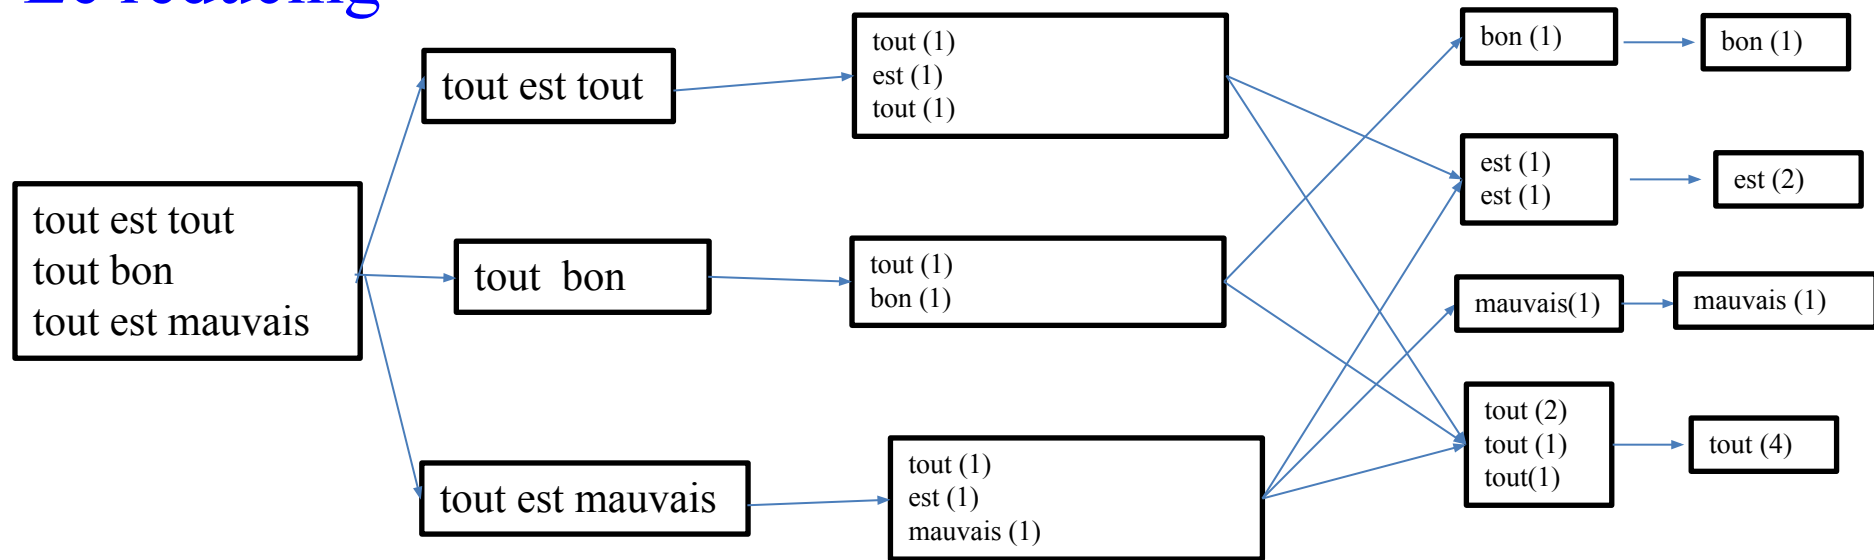 Le reducing
tout est tout
tout bon
tout est mauvais
tout est tout
tout bon
tout est mauvais
tout (1)
est (1)
tout (1)
tout (1)
bon (1)
tout (1)
est (1)
mauvais (1)
bon (1)
est (1)
est (1)
mauvais(1)
tout (2)
tout (1)
tout(1)
bon (1)
est (2)
mauvais (1)
tout (4)